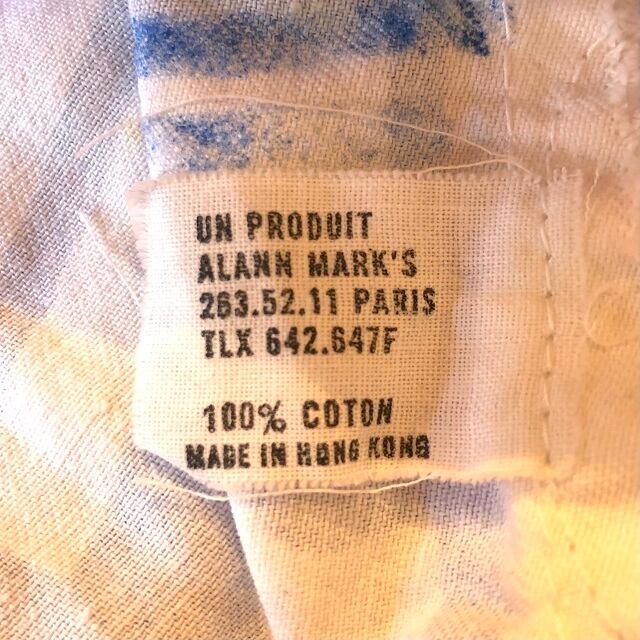 UN PRODUIT
ALANN MARK'S
263.52.11 PARIS
TLX 642.647F
100% COTON
MADE IN HONG KONG